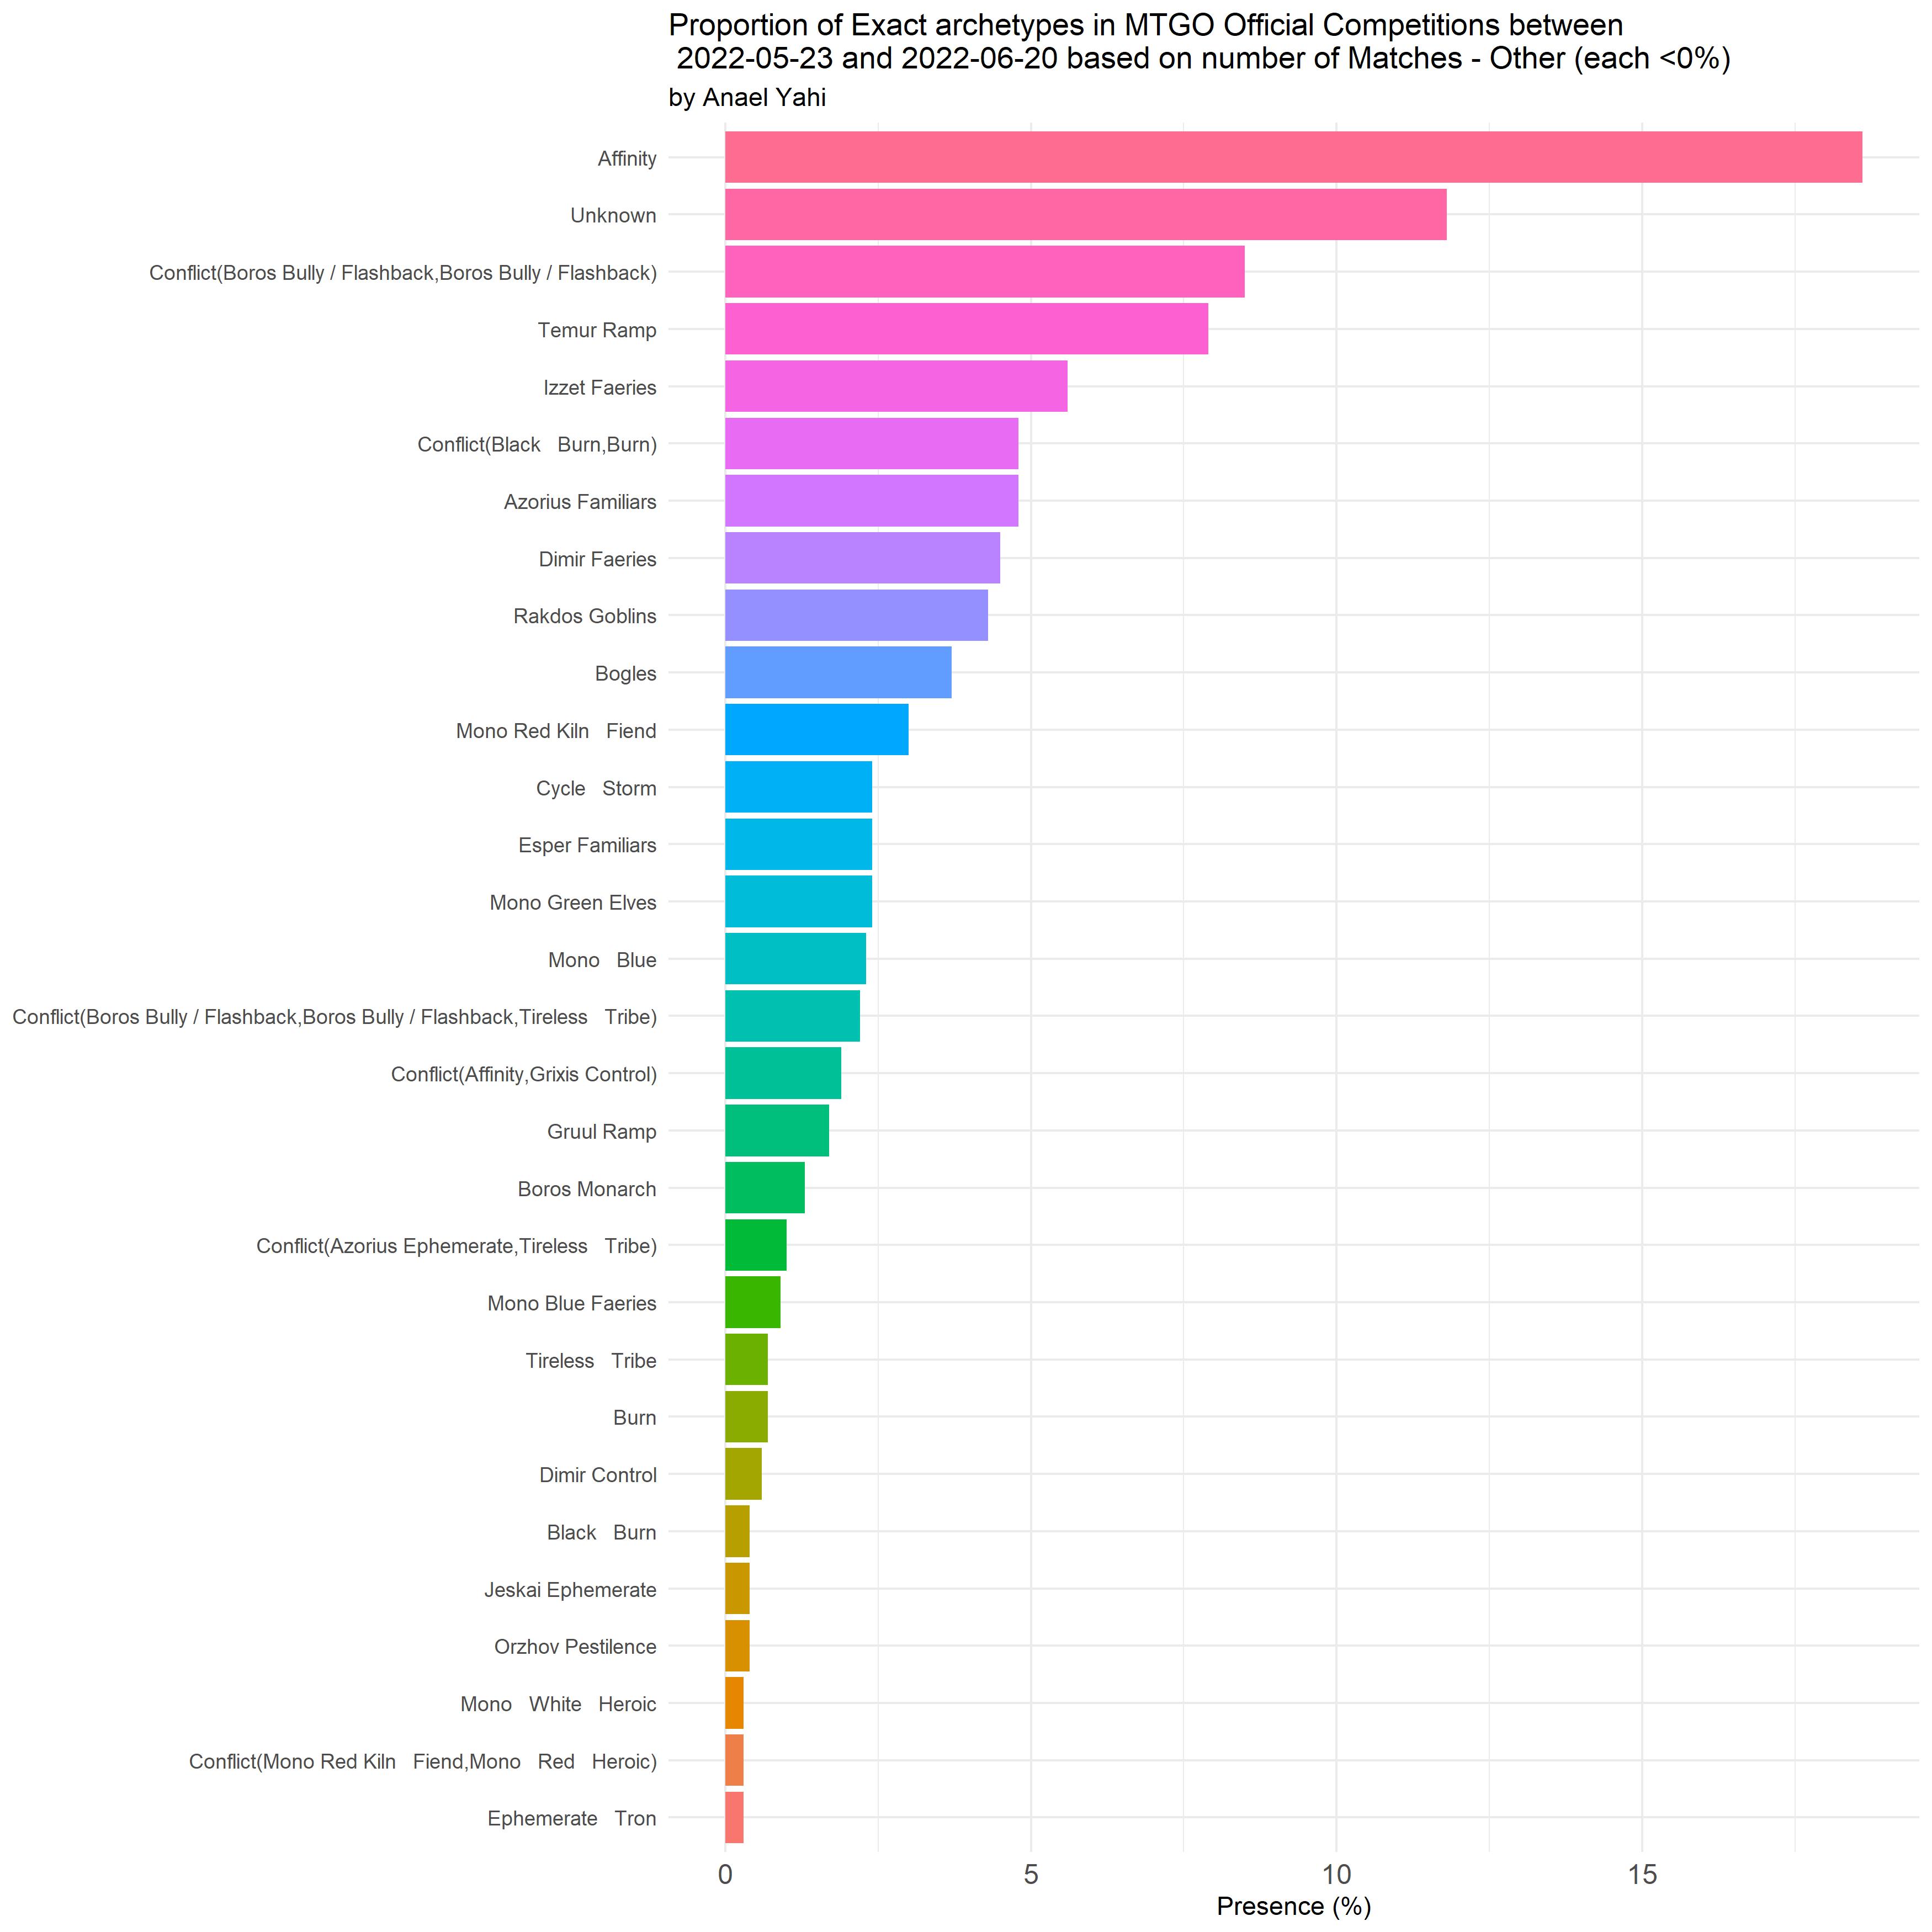 Proportion of Exact archetypes in MTGO Official Competitions between
2022-05-23 and 2022-06-20 based on number of Matches - Other (each <0%)
by Anael Yahi
Affinity
Unknown
Conflict(Boros Bully / Flashback,Boros Bully / Flashback)
Temur Ramp
Izzet Faeries
Conflict(Black   Burn,Burn)
Azorius Familiars
Dimir Faeries
Rakdos Goblins
Bogles
Mono Red Kiln   Fiend
Cycle   Storm
Esper Familiars
Mono Green Elves
Mono   Blue
Conflict(Boros Bully / Flashback,Boros Bully / Flashback,Tireless   Tribe)
Conflict(Affinity,Grixis Control)
Gruul Ramp
Boros Monarch
Conflict(Azorius Ephemerate,Tireless   Tribe)
Mono Blue Faeries
Tireless   Tribe
Burn
Dimir Control
Black   Burn
Jeskai Ephemerate
Orzhov Pestilence
Mono   White   Heroic
Conflict(Mono Red Kiln   Fiend,Mono   Red   Heroic)
Ephemerate   Tron
0 5 10 15
Presence (%)